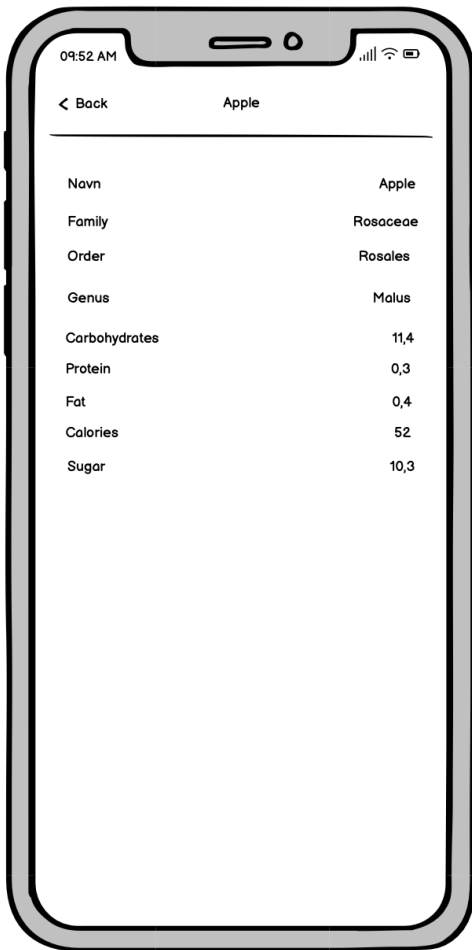 09:52 AM
< Back Apple
Navn Apple
Family Rosaceae
Order Rosales
Genus Malus
Carbohydrates 11,4
Protein 0,3
Fat 0,4
Calories 52
Sugar 10,3